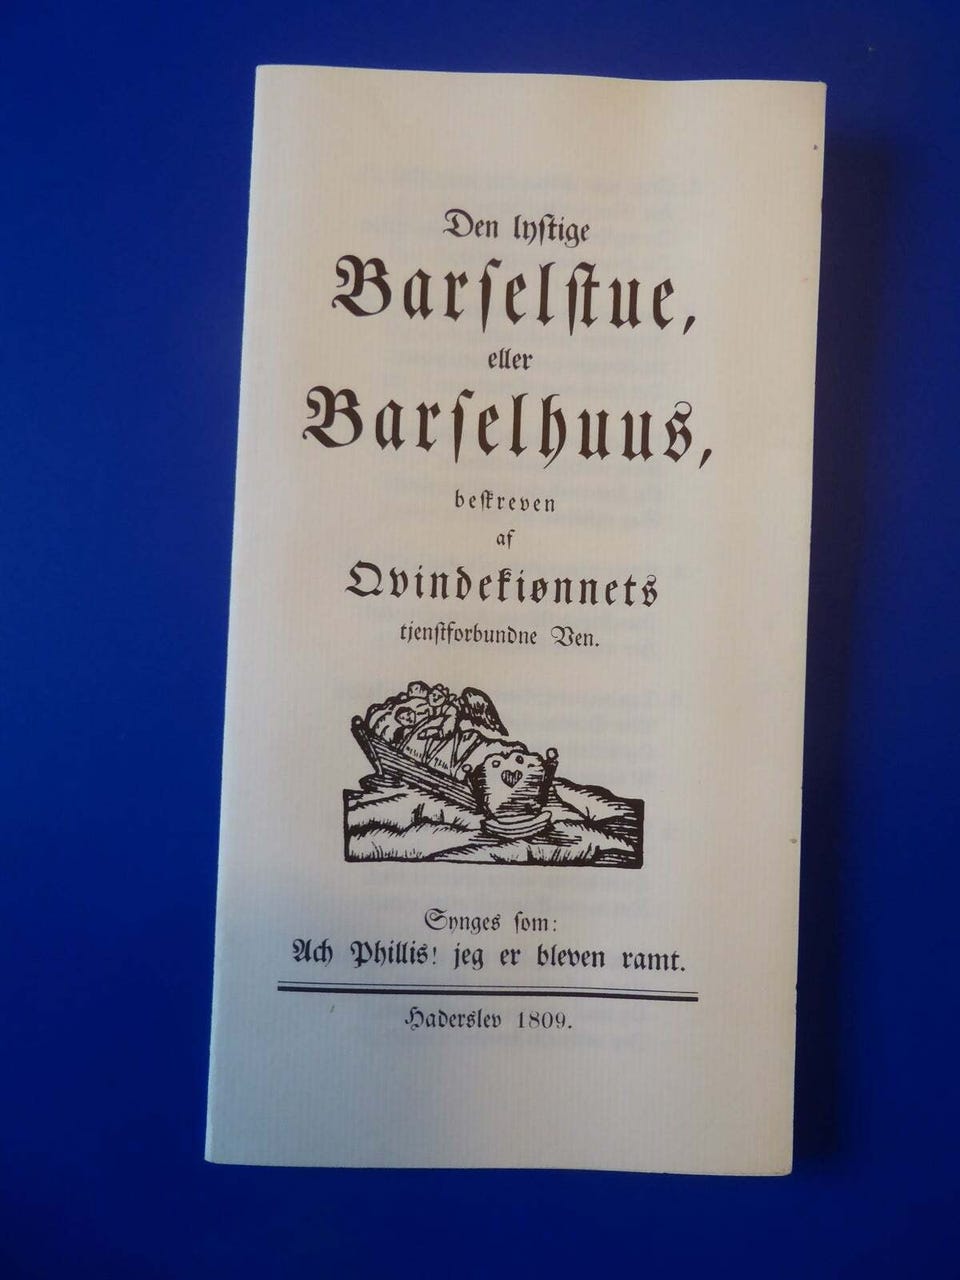 Den lyſtige
Barſelſtue,
eller
Barſelhuus,
beſkreven
af
Qvindekiønnets
tjenſtforbundne Ven.
Synges ſom:
Ach Phillis! jeg er bleven ramt.
Haderslev 1809.